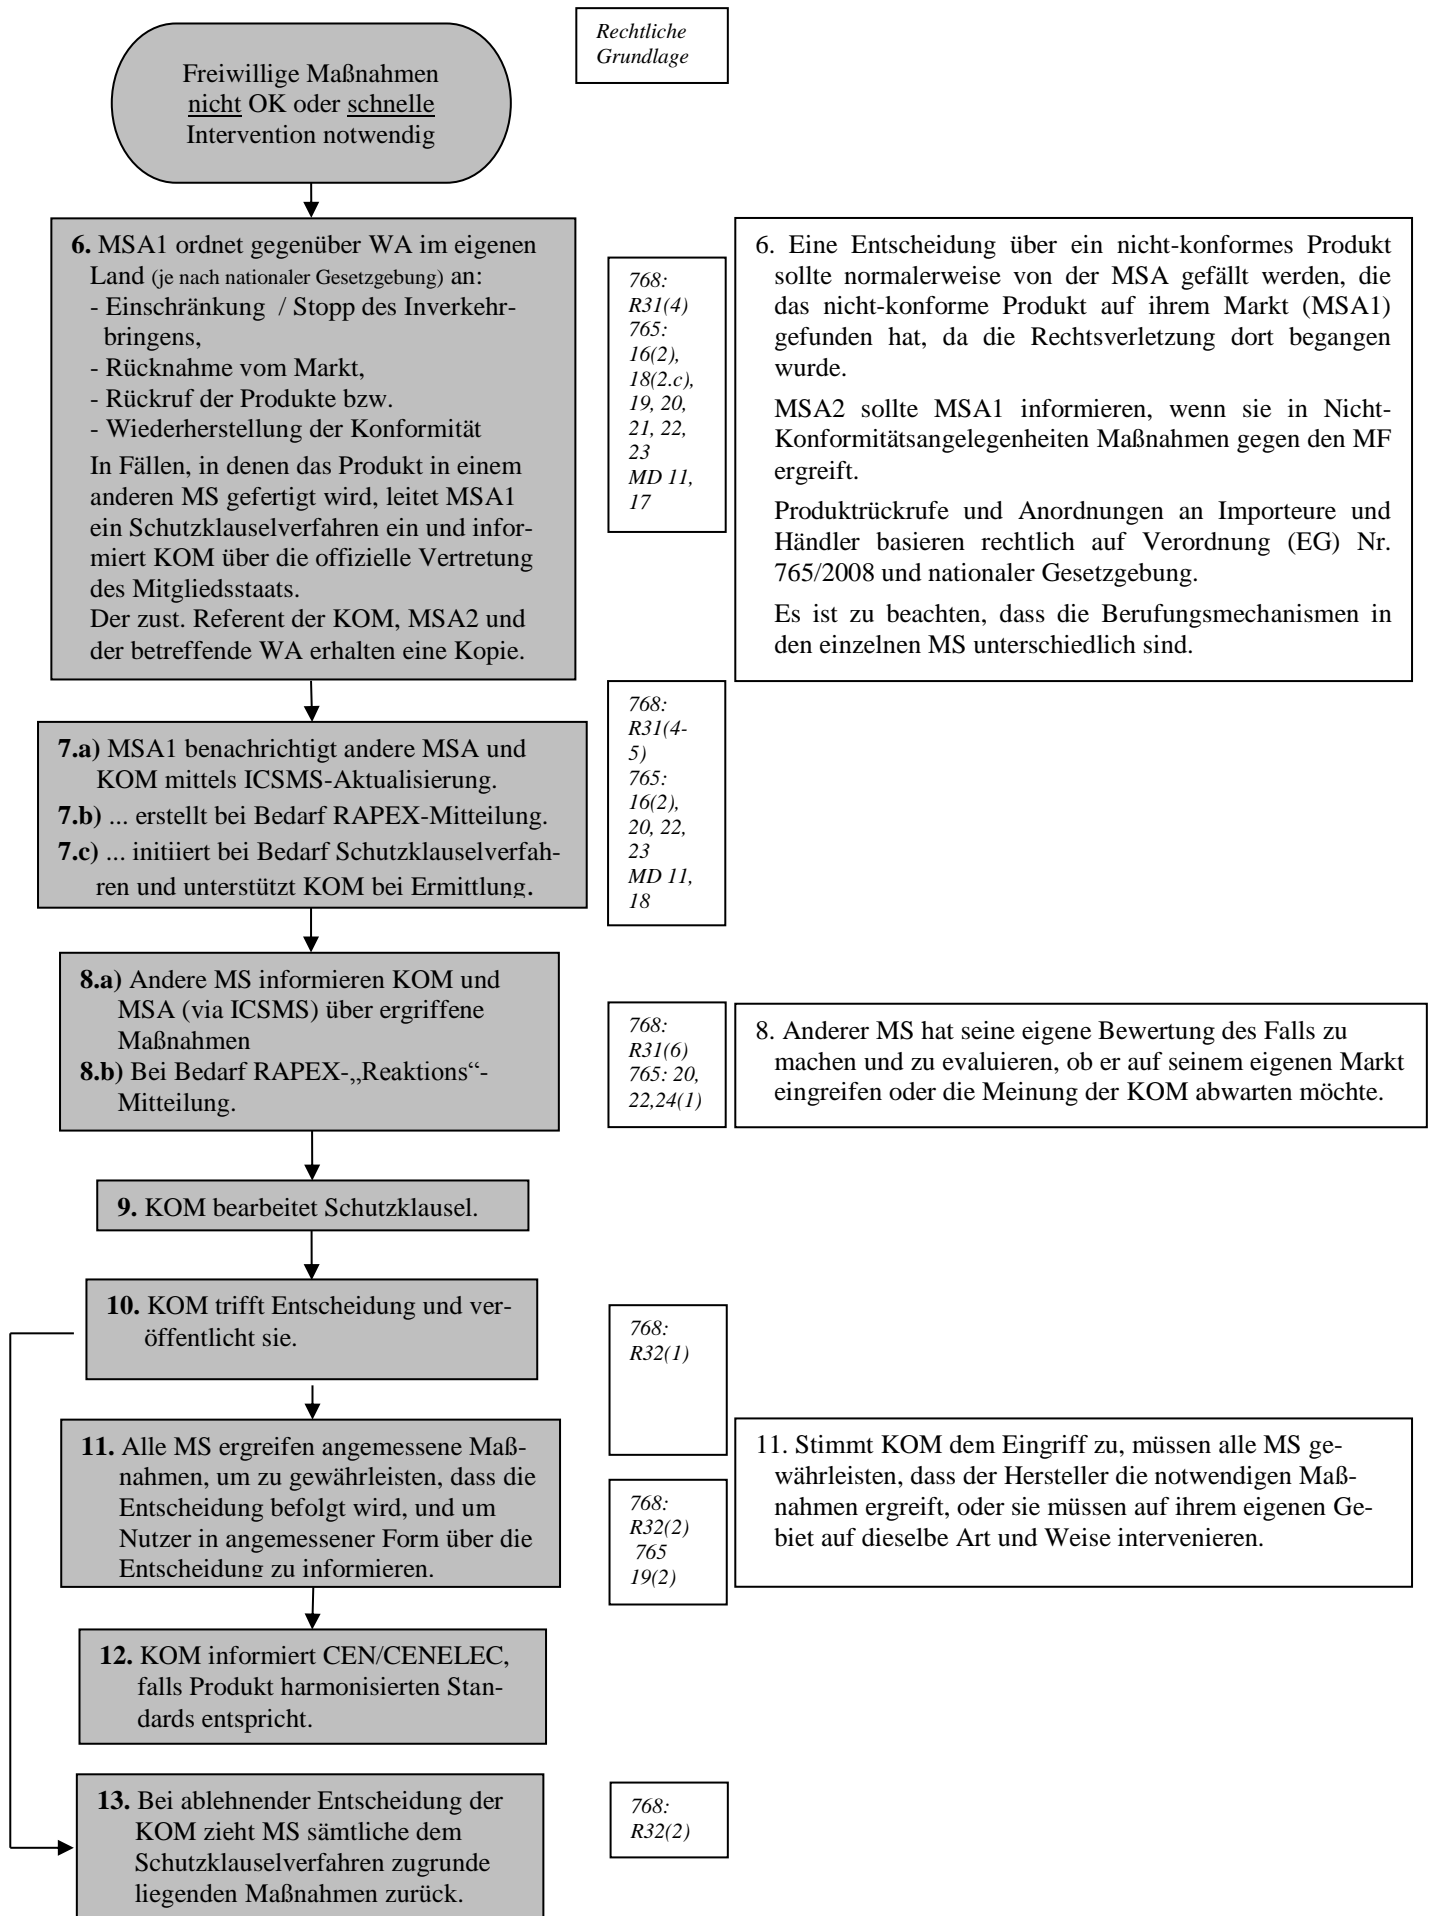 Rechtliche
Grundlage
Freiwillige Maßnahmen
nicht OK oder schnelle
Intervention notwendig
6. MSA1 ordnet gegenüber WA im eigenen
Land (je nach nationaler Gesetzgebung) an:
- Einschränkung / Stopp des Inverkehr-
bringens,
- Rücknahme vom Markt,
- Rückruf der Produkte bzw.
- Wiederherstellung der Konformität
In Fällen, in denen das Produkt in einem
anderen MS gefertigt wird, leitet MSA1
ein Schutzklauselverfahren ein und infor-
miert KOM über die offizielle Vertretung
des Mitgliedsstaats.
Der zust. Referent der KOM, MSA2 und
der betreffende WA erhalten eine Kopie.
768:
R31(4)
765:
16(2),
18(2.c),
19, 20,
21, 22,
23
MD 11,
17
6. Eine Entscheidung über ein nicht-konformes Produkt
sollte normalerweise von der MSA gefällt werden, die
das nicht-konforme Produkt auf ihrem Markt (MSA1)
gefunden hat, da die Rechtsverletzung dort begangen
wurde.
MSA2 sollte MSA1 informieren, wenn sie in Nicht-
Konformitätsangelegenheiten Maßnahmen gegen den MF
ergreift.
Produktrückrufe und Anordnungen an Importeure und
Händler basieren rechtlich auf Verordnung (EG) Nr.
765/2008 und nationaler Gesetzgebung.
Es ist zu beachten, dass die Berufungsmechanismen in
den einzelnen MS unterschiedlich sind.
7.a) MSA1 benachrichtigt andere MSA und
KOM mittels ICSMS-Aktualisierung.
7.b) ... erstellt bei Bedarf RAPEX-Mitteilung.
7.c) ... initiiert bei Bedarf Schutzklauselverfah-
ren und unterstützt KOM bei Ermittlung.
768:
R31(4-
5)
765:
16(2),
20, 22,
23
MD 11,
18
8.a) Andere MS informieren KOM und
MSA (via ICSMS) über ergriffene
Maßnahmen
8.b) Bei Bedarf RAPEX-„Reaktions“-
Mitteilung.
768:
R31(6)
765: 20,
22,24(1)
8. Anderer MS hat seine eigene Bewertung des Falls zu
machen und zu evaluieren, ob er auf seinem eigenen Markt
eingreifen oder die Meinung der KOM abwarten möchte.
9. KOM bearbeitet Schutzklausel.
10. KOM trifft Entscheidung und ver-
öffentlicht sie.
768:
R32(1)
11. Alle MS ergreifen angemessene Maß-
nahmen, um zu gewährleisten, dass die
Entscheidung befolgt wird, und um
Nutzer in angemessener Form über die
Entscheidung zu informieren.
768:
R32(2)
765
19(2)
11. Stimmt KOM dem Eingriff zu, müssen alle MS ge-
währleisten, dass der Hersteller die notwendigen Maß-
nahmen ergreift, oder sie müssen auf ihrem eigenen Ge-
biet auf dieselbe Art und Weise intervenieren.
12. KOM informiert CEN/CENELEC,
falls Produkt harmonisierten Stan-
dards entspricht.
13. Bei ablehnender Entscheidung der
KOM zieht MS sämtliche dem
Schutzklauselverfahren zugrunde
liegenden Maßnahmen zurück.
768:
R32(2)